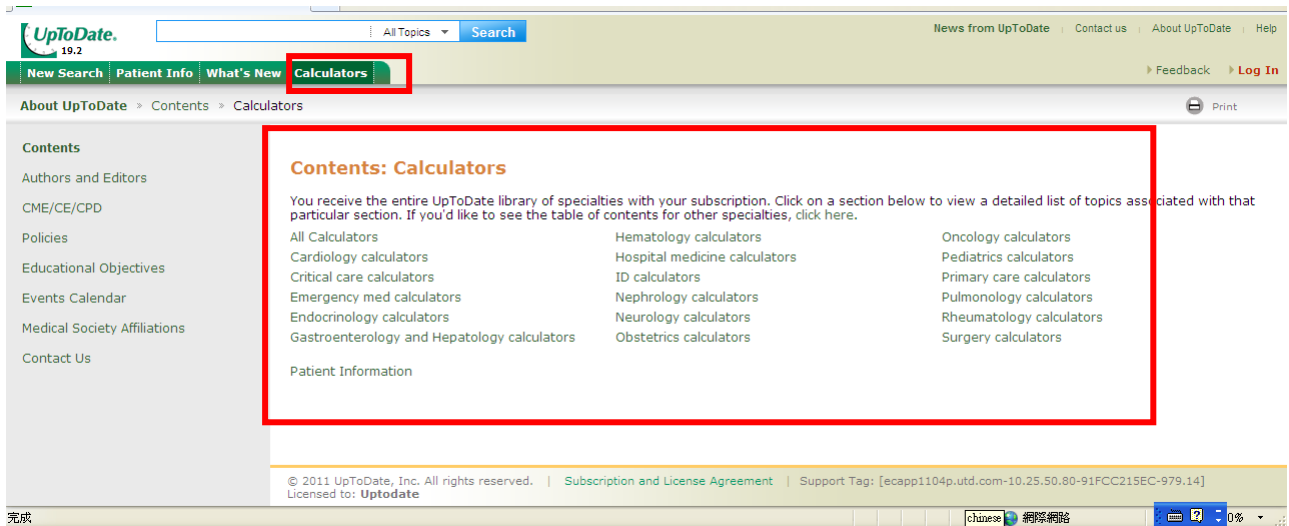 UpToDate.
19.2
All Topics
Search
News from UpToDate
Contact us
About UpToDate
Help
New Search
Patient Info
What's New
Calculators
Feedback
Log In
About UpToDate » Contents » Calculators
Print
Contents
Authors and Editors
CME/CE/CPD
Policies
Educational Objectives
Events Calendar
Medical Society Affiliations
Contact Us
Contents: Calculators
You receive the entire UpToDate library of specialties with your subscription. Click on a section below to view a detailed list of topics associated with that
particular section. If you'd like to see the table of contents for other specialties, click here.
All Calculators
Cardiology calculators
Critical care calculators
Emergency med calculators
Endocrinology calculators
Gastroenterology and Hepatology calculators
Hematology calculators
Hospital medicine calculators
ID calculators
Nephrology calculators
Neurology calculators
Obstetrics calculators
Oncology calculators
Pediatrics calculators
Primary care calculators
Pulmonology calculators
Rheumatology calculators
Surgery calculators
Patient Information
© 2011 UpToDate, Inc. All rights reserved. | Subscription and License Agreement | Support Tag: [ecapp1104p.utd.com-10.25.50.80-91FCC215EC-979.14]
Licensed to: Uptodate
完成
chinese
網際網路
0%